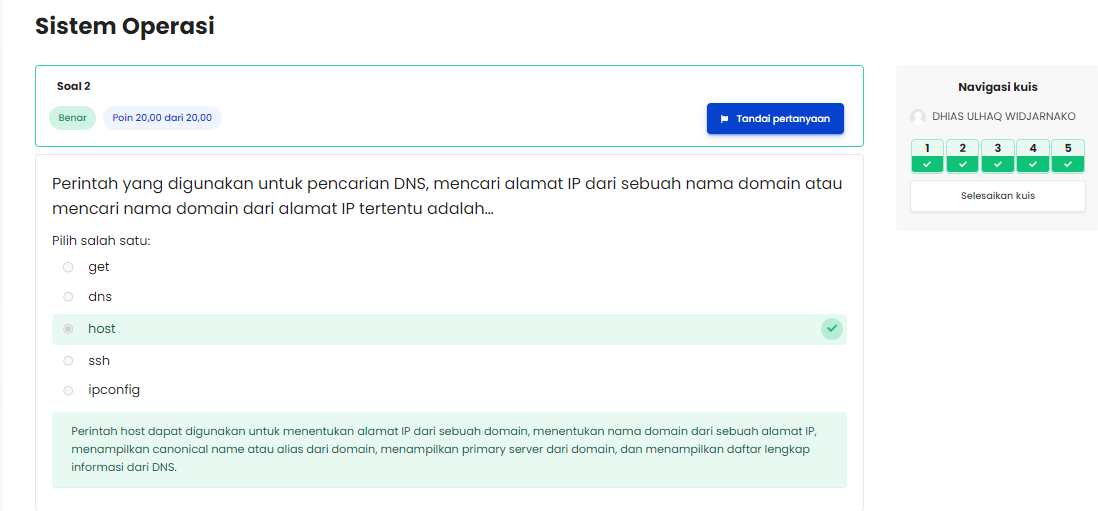 Sistem Operasi
Soal 2
Benar
Poin 20,00 dari 20,00
Tandai pertanyaan
Perintah yang digunakan untuk pencarian DNS, mencari alamat IP dari sebuah nama domain atau
mencari nama domain dari alamat IP tertentu adalah...
Pilih salah satu:
get
dns
host
ssh
ipconfig
Perintah host dapat digunakan untuk menentukan alamat IP dari sebuah domain, menentukan nama domain dari sebuah alamat IP,
menampilkan canonical name atau alias dari domain, menampilkan primary server dari domain, dan menampilkan daftar lengkap
informasi dari DNS.
Navigasi kuis
DHIAS ULHAQ WIDJARNAKO
1 2 3 4 5
Selesaikan kuis